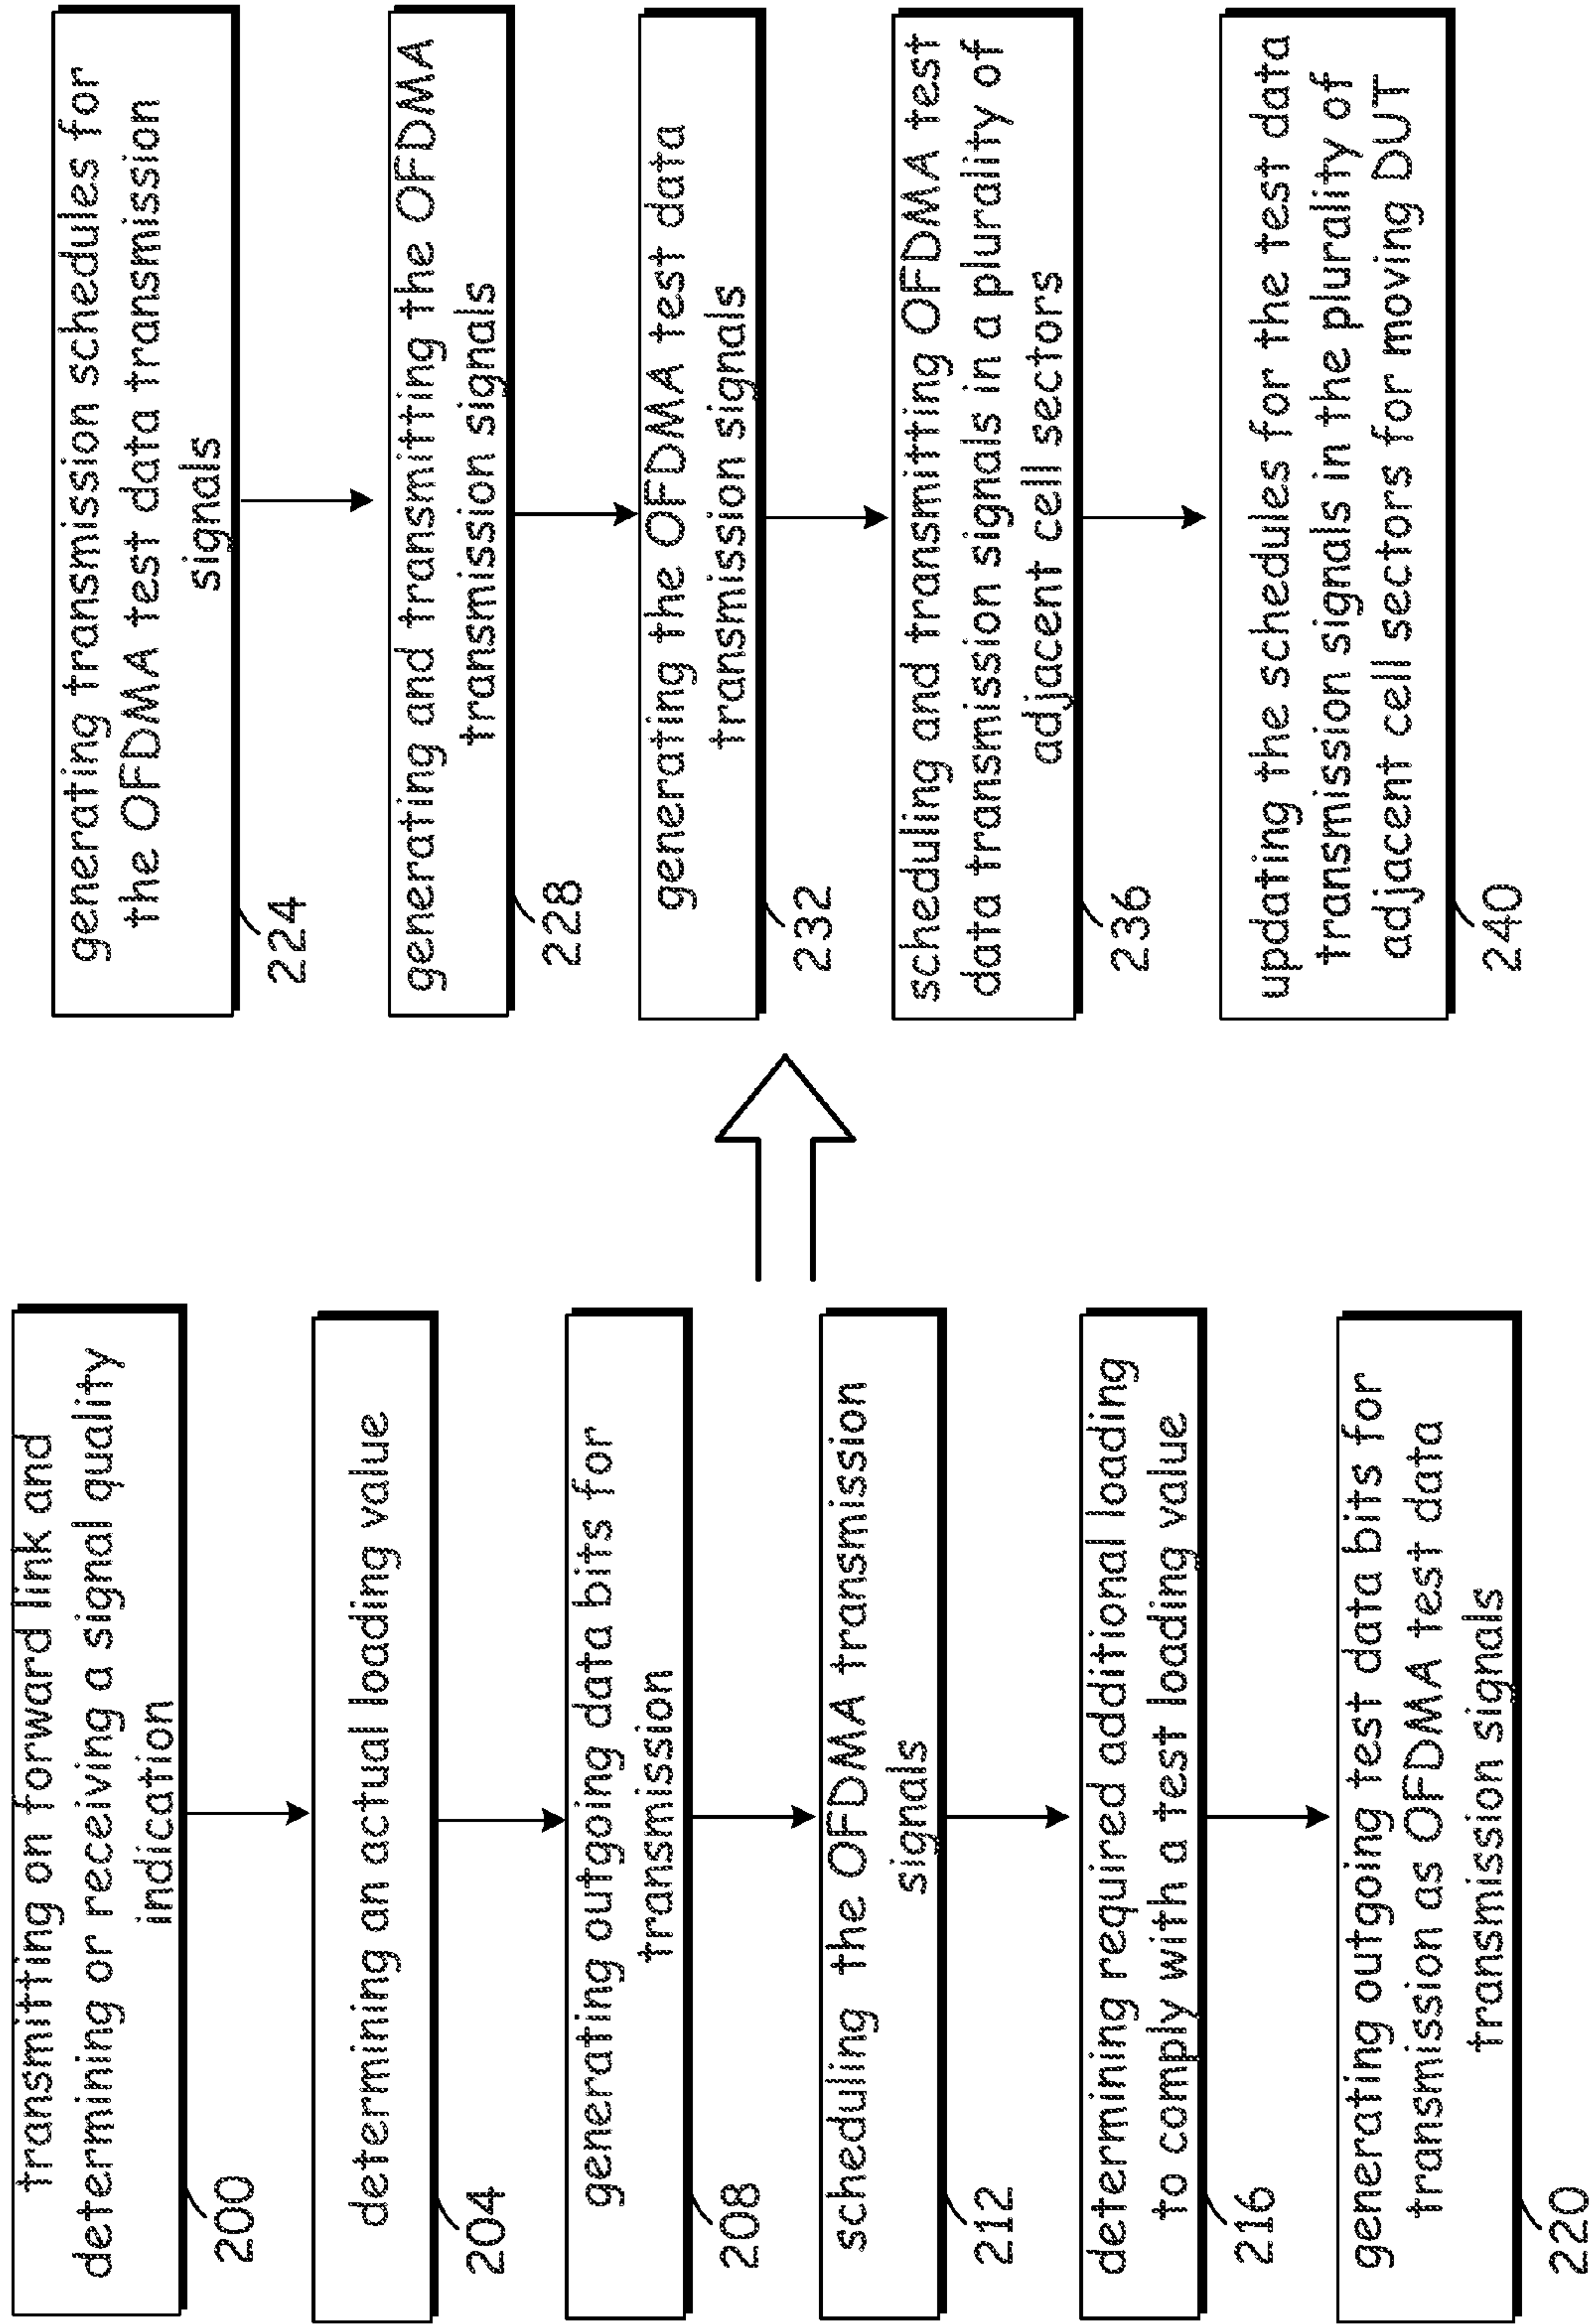 transmitting on forward link and
determining or receiving a signal quality
indication
200
determining an actual loading value
204
generating outgoing data bits for
transmission
208
scheduling the OFDMA transmission
signals
212
determining required additional loading
to comply with a test loading value
216
generating outgoing test data bits for
transmission as OFDMA test data
transmission signals
220
generating transmission schedules for
the OFDMA test data transmission
signals
224
generating and transmitting the OFDMA
transmission signals
228
generating the OFDMA test data
transmission signals
232
scheduling and transmitting OFDMA test
data transmission signals in a plurality of
adjacent cell sectors
236
updating the schedules for the test data
transmission signals in the plurality of
adjacent cell sectors for moving DUT
240